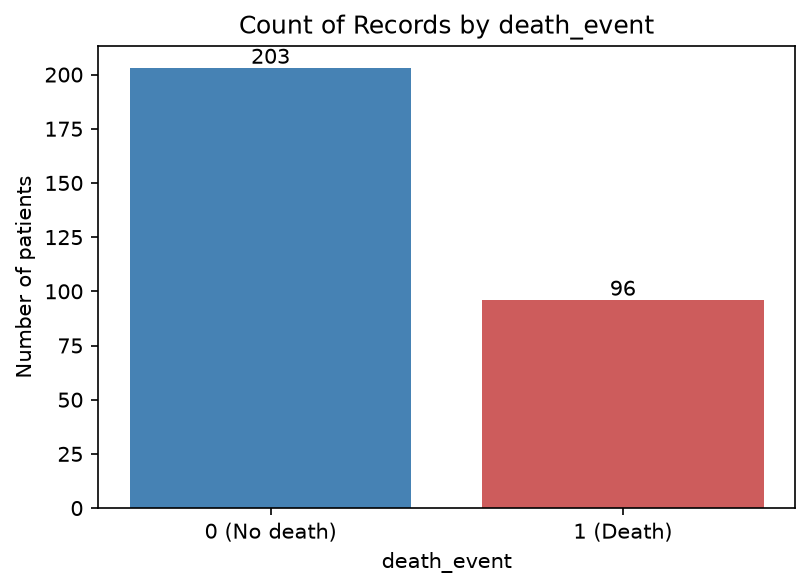 Count of Records by death_event
203
96
200
175
150
125
100
75
50
25
0
Number of patients
0 (No death)
1 (Death)
death_event